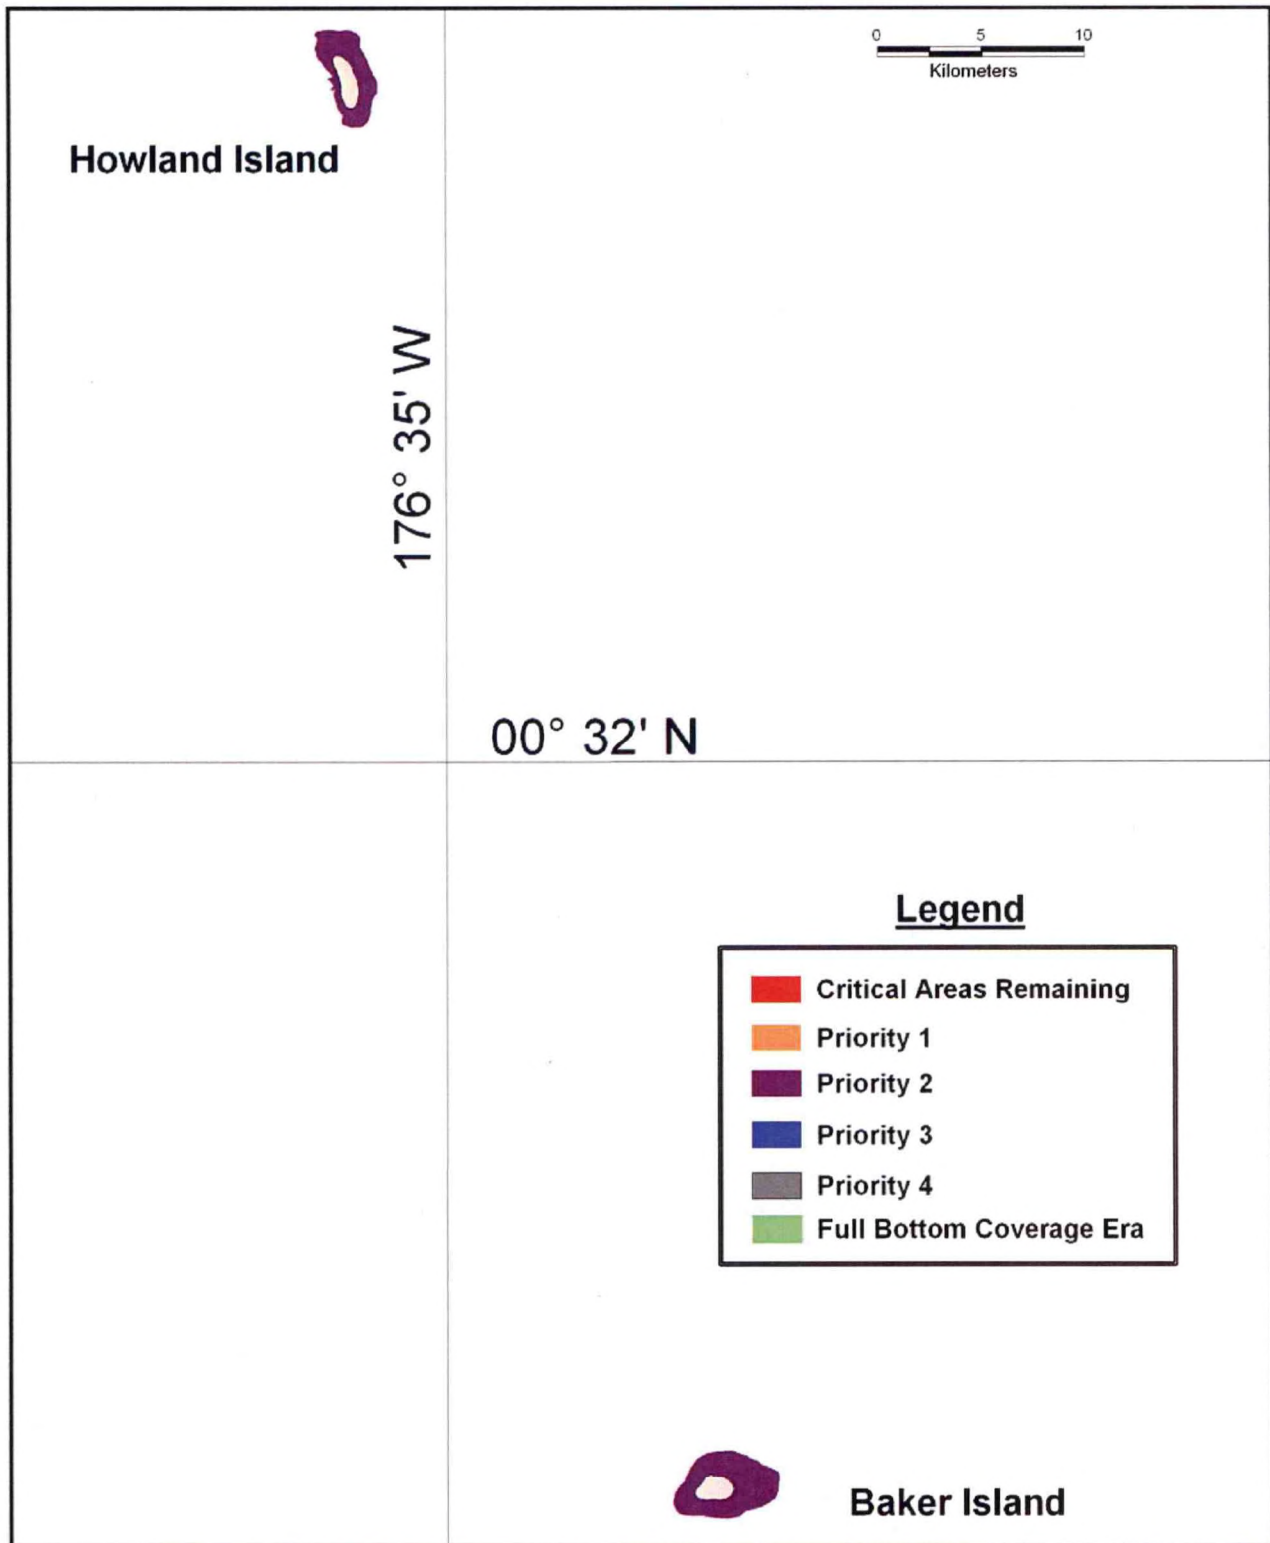 0 5 10
Kilometers
Howland Island
176° 35' W
00° 32' N
Legend
Critical Areas Remaining
Priority 1
Priority 2
Priority 3
Priority 4
Full Bottom Coverage Era
Baker Island